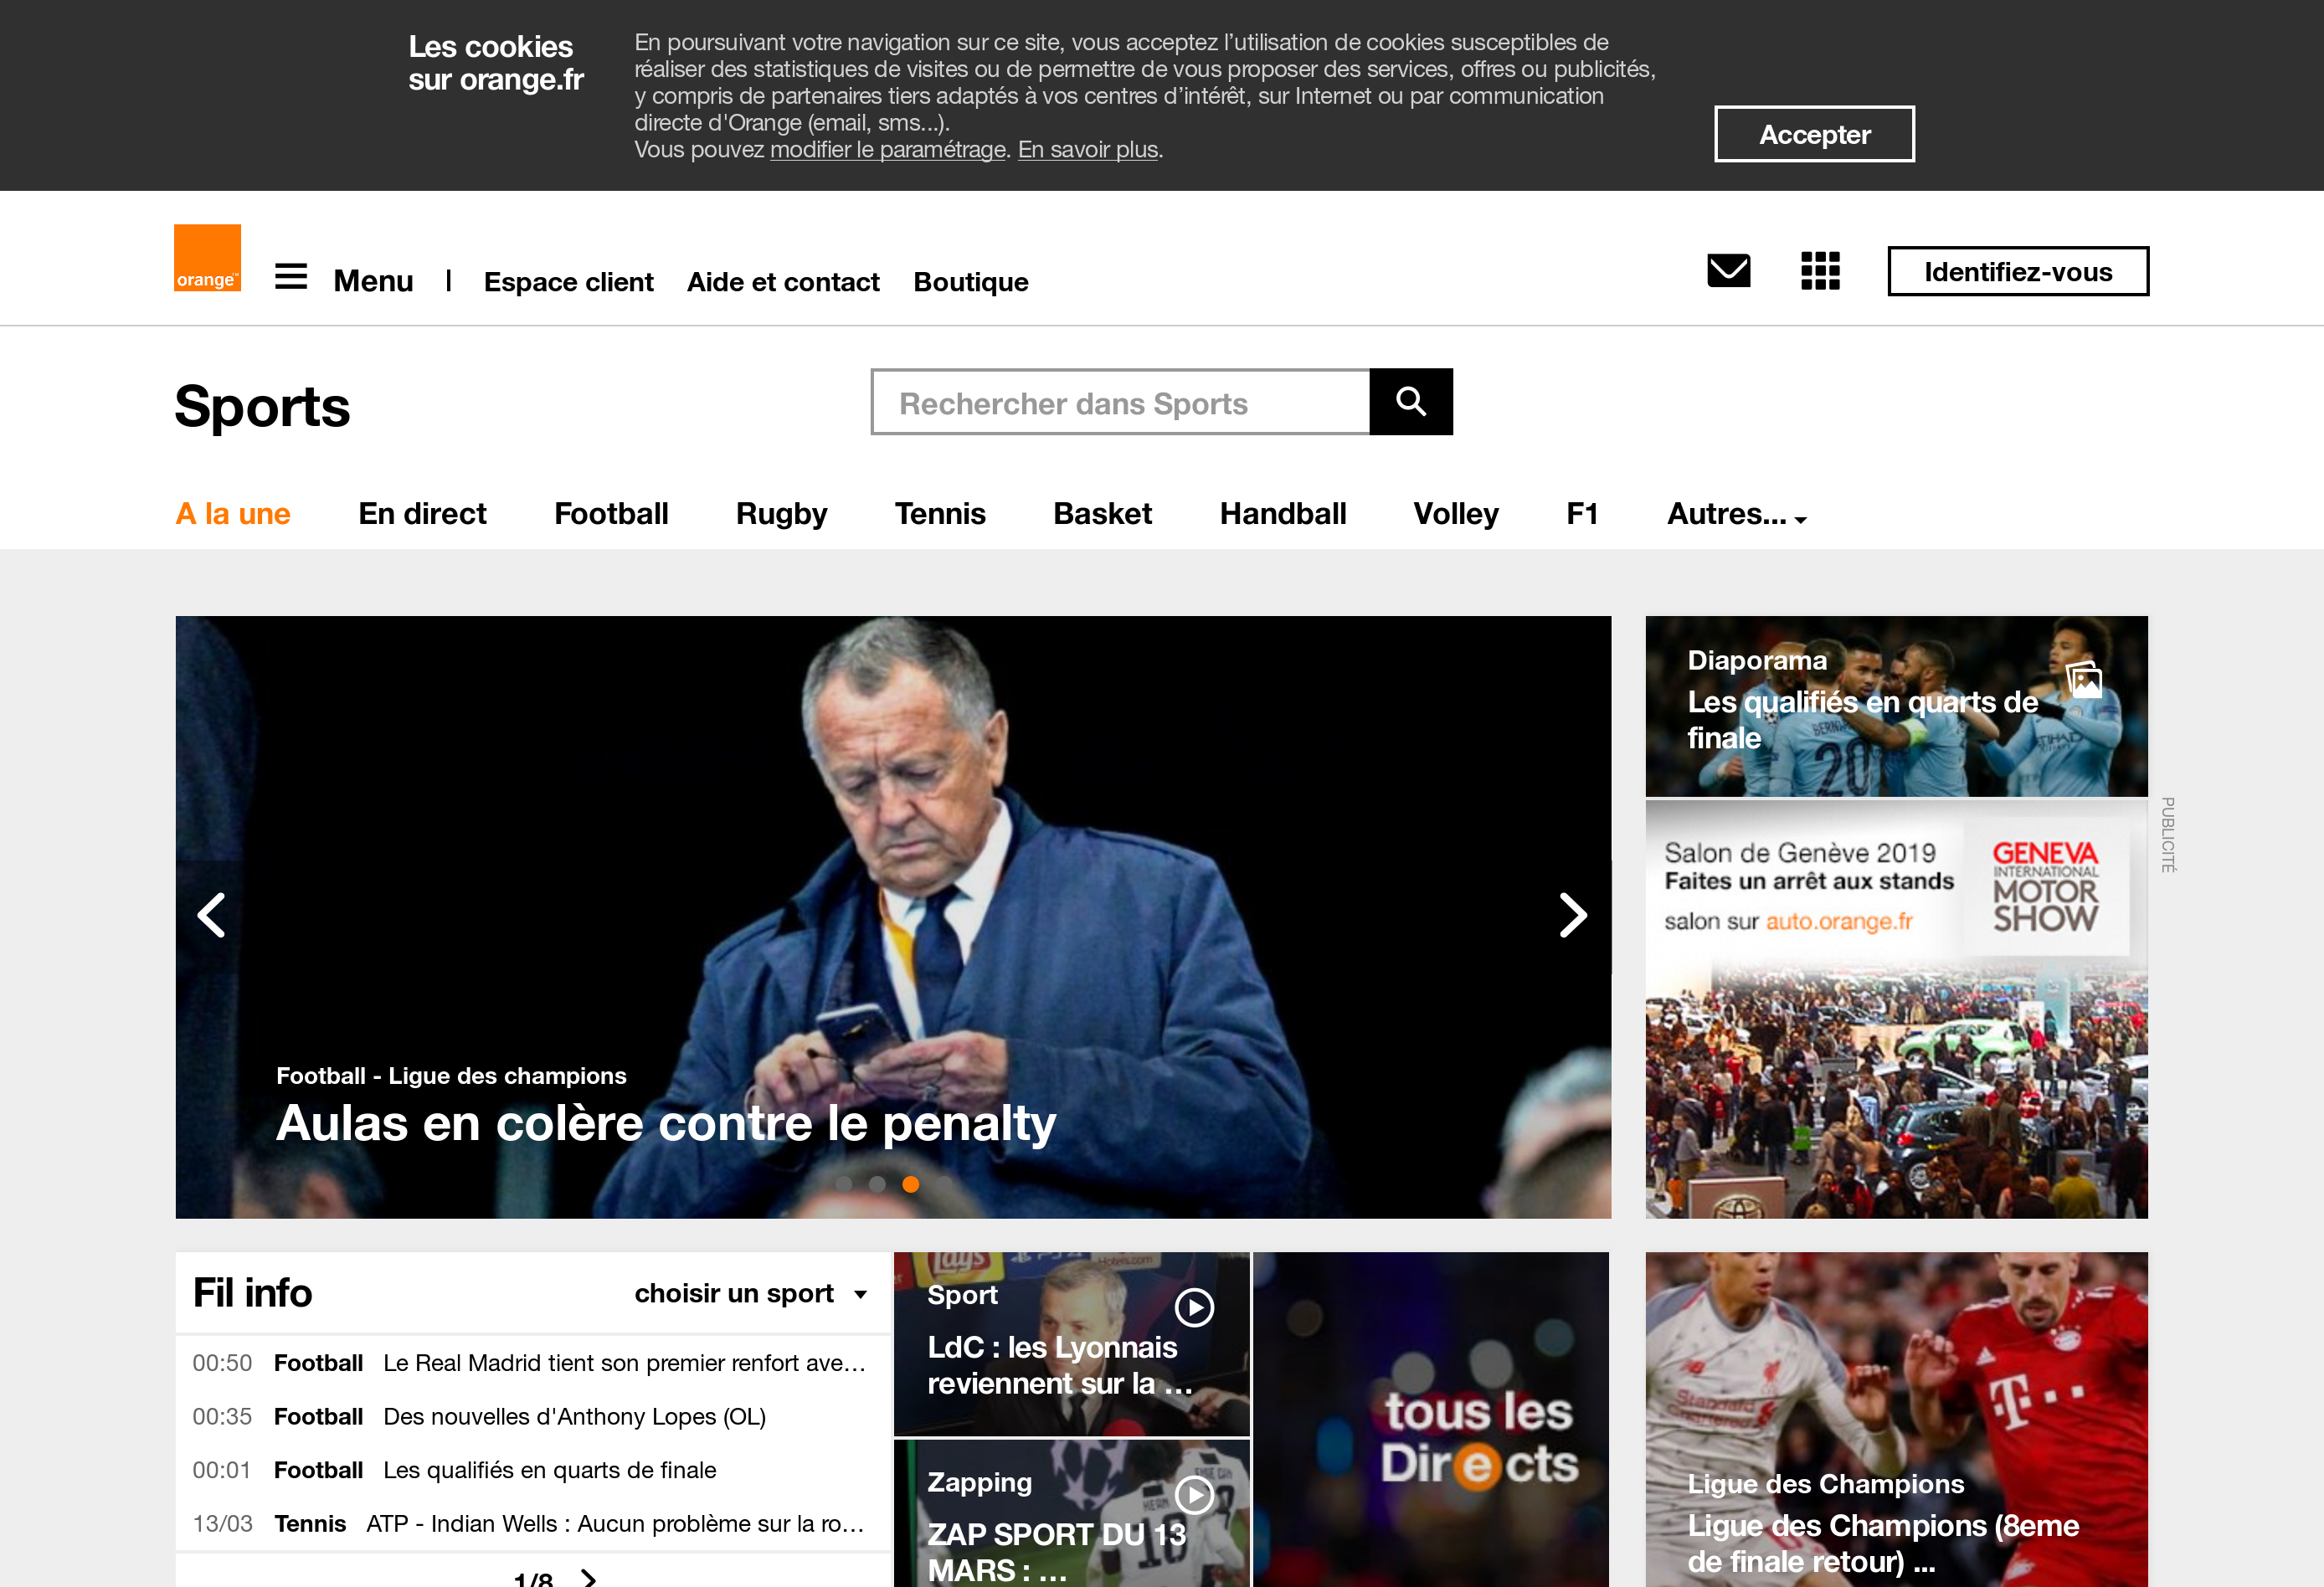 Les cookies
sur orange.fr
En poursuivant votre navigation sur ce site, vous acceptez l’utilisation de cookies susceptibles de
réaliser des statistiques de visites ou de permettre de vous proposer des services, offres ou publicités,
y compris de partenaires tiers adaptés à vos centres d’intérêt, sur Internet ou par communication
directe d'Orange (email, sms...).
Vous pouvez modifier le paramétrage. En savoir plus.
Accepter
orange™
Menu
Espace client
Aide et contact
Boutique
Identifiez-vous
Sports
Rechercher dans Sports
A la une
En direct
Football
Rugby
Tennis
Basket
Handball
Volley
F1
Autres...
Football - Ligue des champions
Aulas en colère contre le penalty
Diaporama
Les qualifiés en quarts de
finale
20
PUBLICITÉ
Salon de Genève 2019
Faites un arrêt aux stands
salon sur auto.orange.fr
GENEVA
INTERNATIONAL
MOTOR
SHOW
Fil info
choisir un sport
00:50 Football Le Real Madrid tient son premier renfort ave...
00:35 Football Des nouvelles d'Anthony Lopes (OL)
00:01 Football Les qualifiés en quarts de finale
13/03 Tennis ATP - Indian Wells : Aucun problème sur la ro...
1/8
Lay's
Hotels.com
Sport
LdC : les Lyonnais
reviennent sur la ...
Zapping
ZAP SPORT DU 13
MARS : ...
tous les
Directs
Standard
Chartered
T
Ligue des Champions
Ligue des Champions (8eme
de finale retour) ...